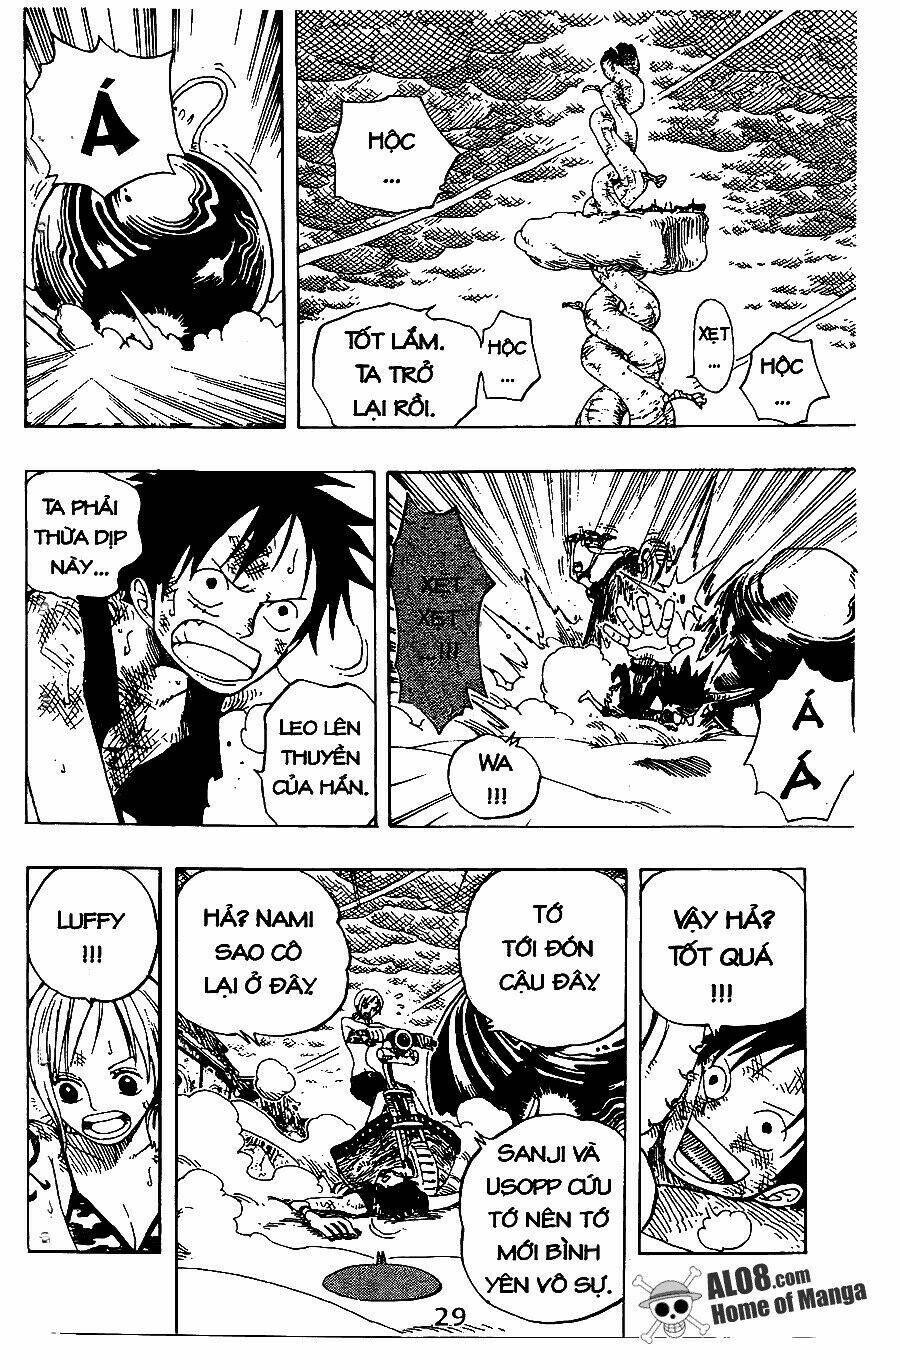 Á
HỘC
...
TỐT LẮM.
TA TRỞ
LẠI RỒI.
HỘC
...
XẸT
...
HỘC
...
TA PHẢI
THỪA DỊP
NÀY...
LEO LÊN
THUYỀN
CỦA HẮN.
XẸT
XẸT
...!!!
WA
!!!
Á
Á
LUFFY
!!!
HẢ? NAMI
SAO CÔ
LẠI Ở ĐÂY.
TỚ
TỚI ĐÓN
CẬU ĐÂY.
SANJI VÀ
USOPP CỨU
TỚ NÊN TỚ
MỚI BÌNH
YÊN VÔ SỰ.
VẬY HẢ?
TỐT QUÁ
!!!
29
ALO8.com
Home of Manga